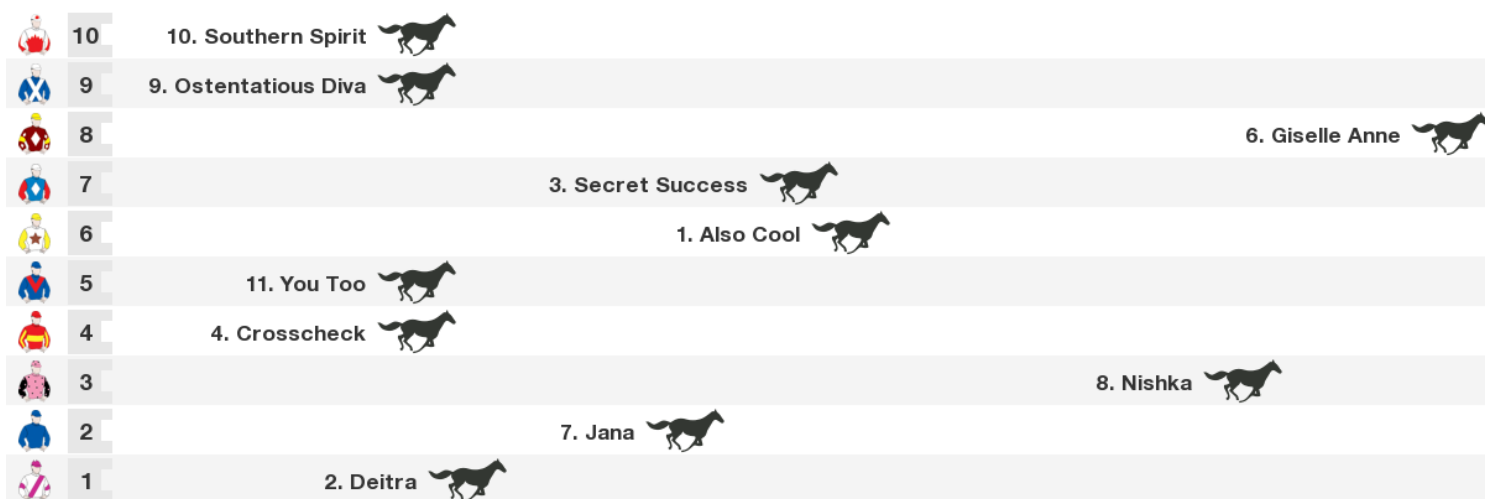 10 10. Southern Spirit
9 9. Ostentatious Diva
8 6. Giselle Anne
7 3. Secret Success
6 1. Also Cool
5 11. You Too
4 4. Crosscheck
3 8. Nishka
2 7. Jana
1 2. Deitra